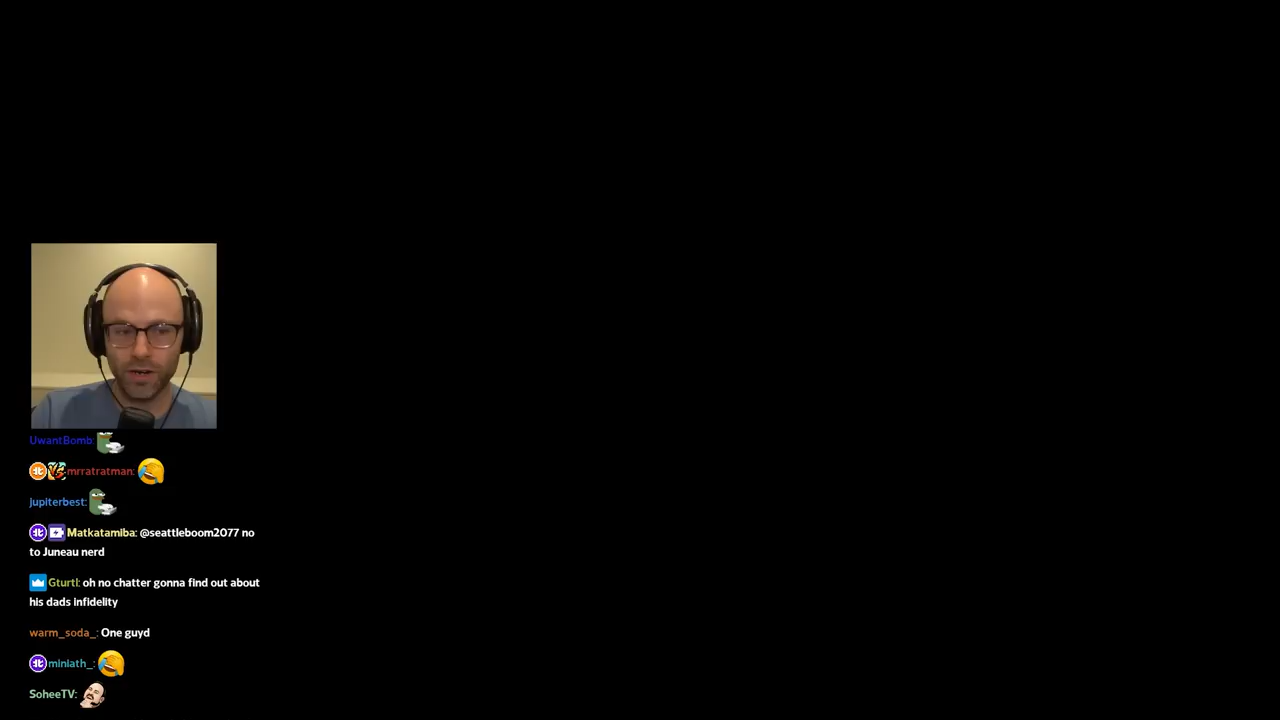 UwantBomb:
mrratratman:
jupiterbest:
Matkatamiba: @seattleboom2077 no
to Juneau nerd
Gturtl: oh no chatter gonna find out about
his dads infidelity
warm_soda_: One guyd
miniath_:
SoheeTV: